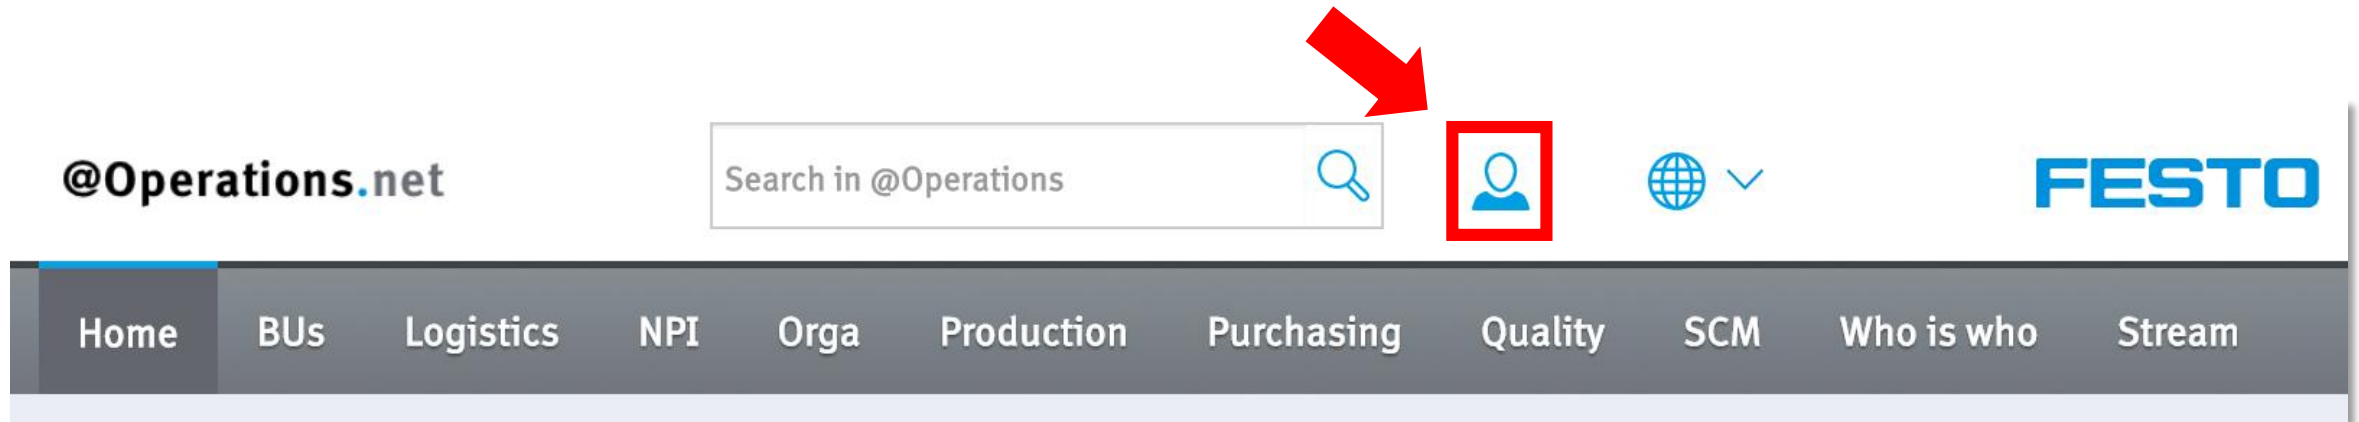 @Operations.net
Search in @Operations
FESTO
Home BUs Logistics NPI Orga Production Purchasing Quality SCM Who is who Stream